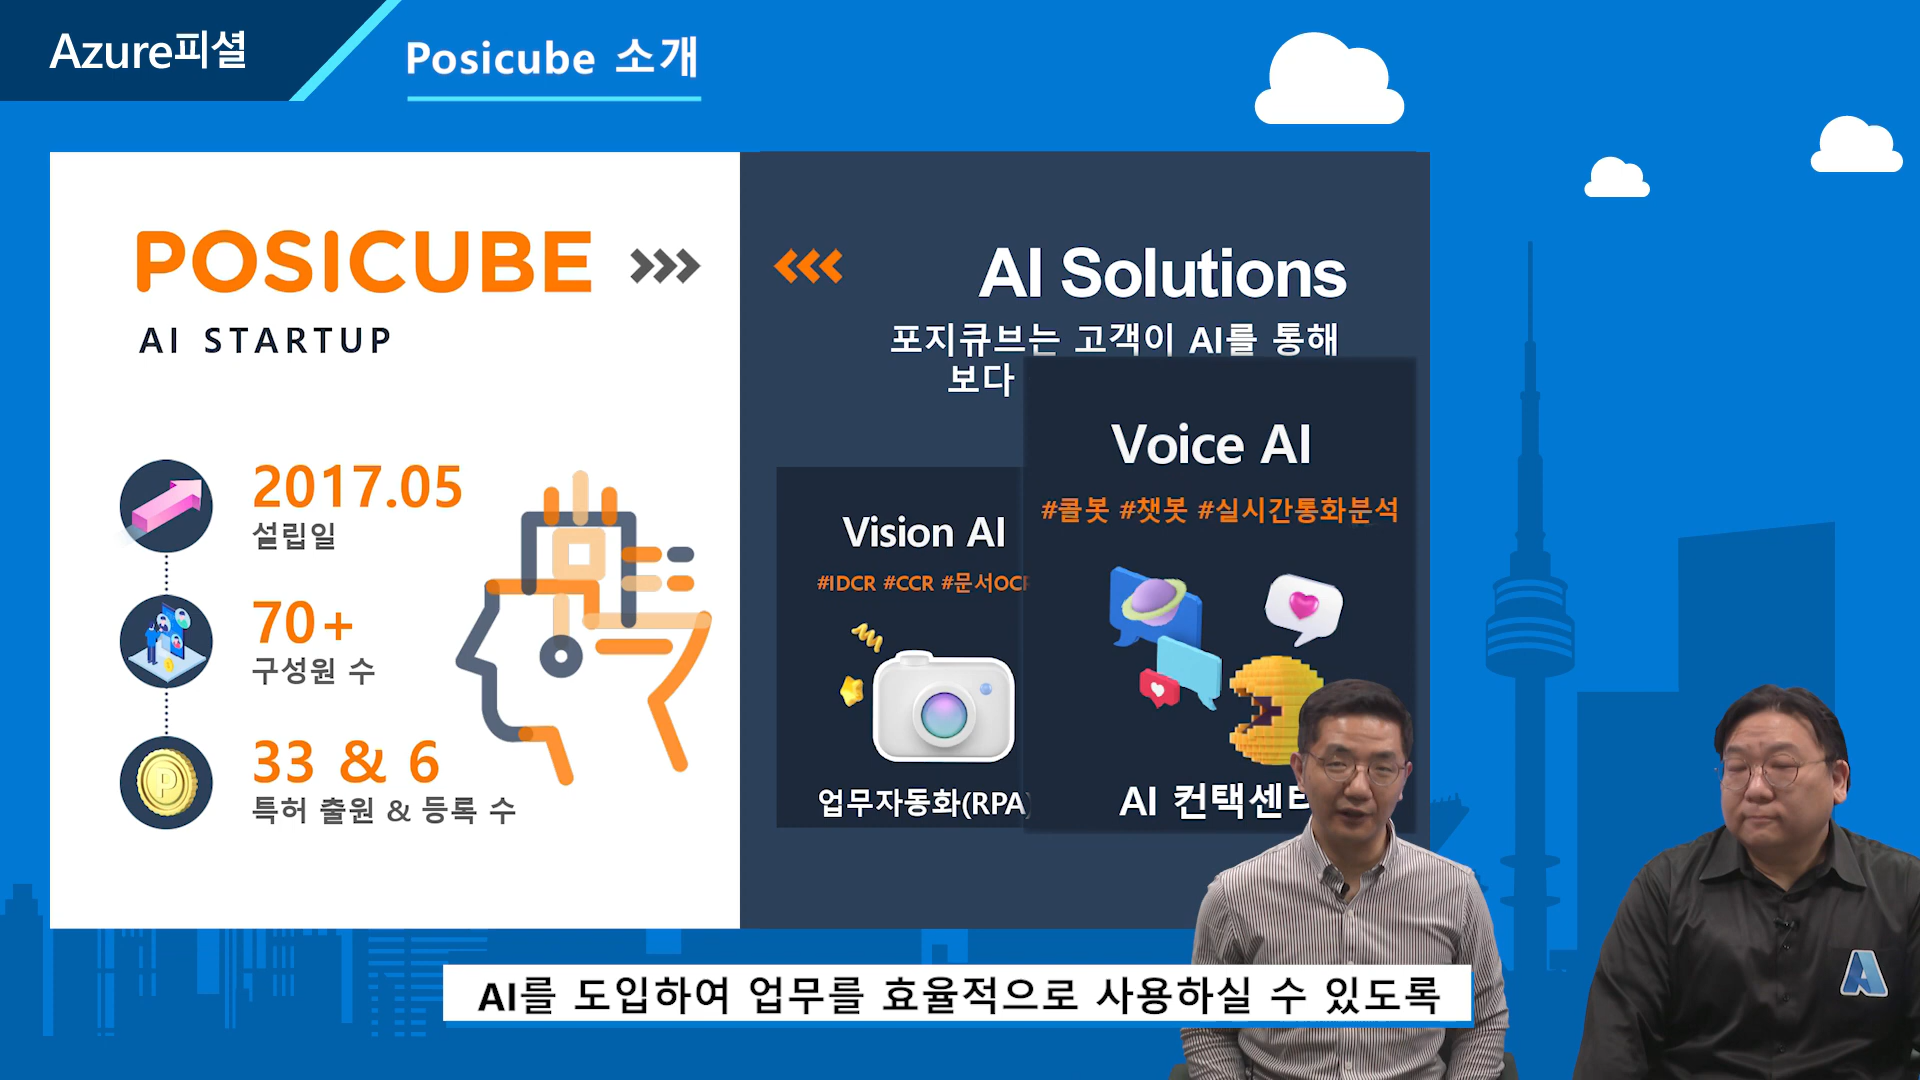 Azure피셜
Posicube 소개
POSICUBE
AI STARTUP
2017.05
설립일
70+
구성원 수
33 & 6
특허 출원 & 등록 수
AI Solutions
포지큐브는 고객이 AI를 통해
보다
Vision AI
#IDCR #CCR #문서OCR
업무자동화(RPA)
Voice AI
#콜봇 #챗봇 #실시간통화분석
AI 컨택센터
AI를 도입하여 업무를 효율적으로 사용하실 수 있도록